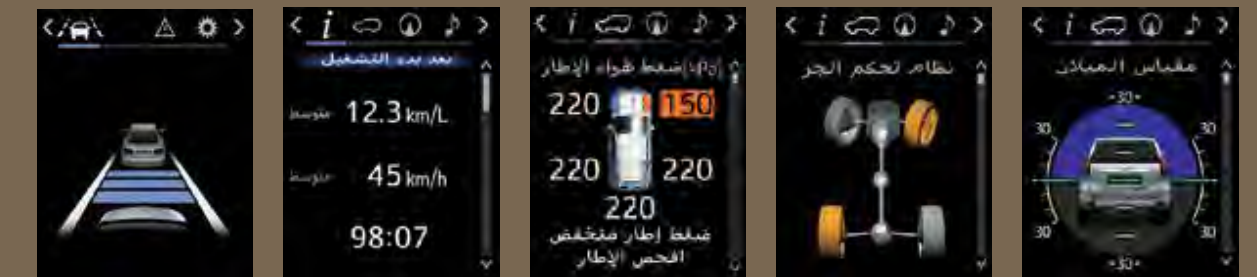 بعد بدء التشغيل
متوسط 12.3 km/L
متوسط 45 km/h
98:07
ضغط هواء الإطار(kPa)
220 150
220 220
220
ضغط إطار منخفض
افحص الإطار
نظام تحكم الجر
مقياس الميلان
30
30 30
30 30
30